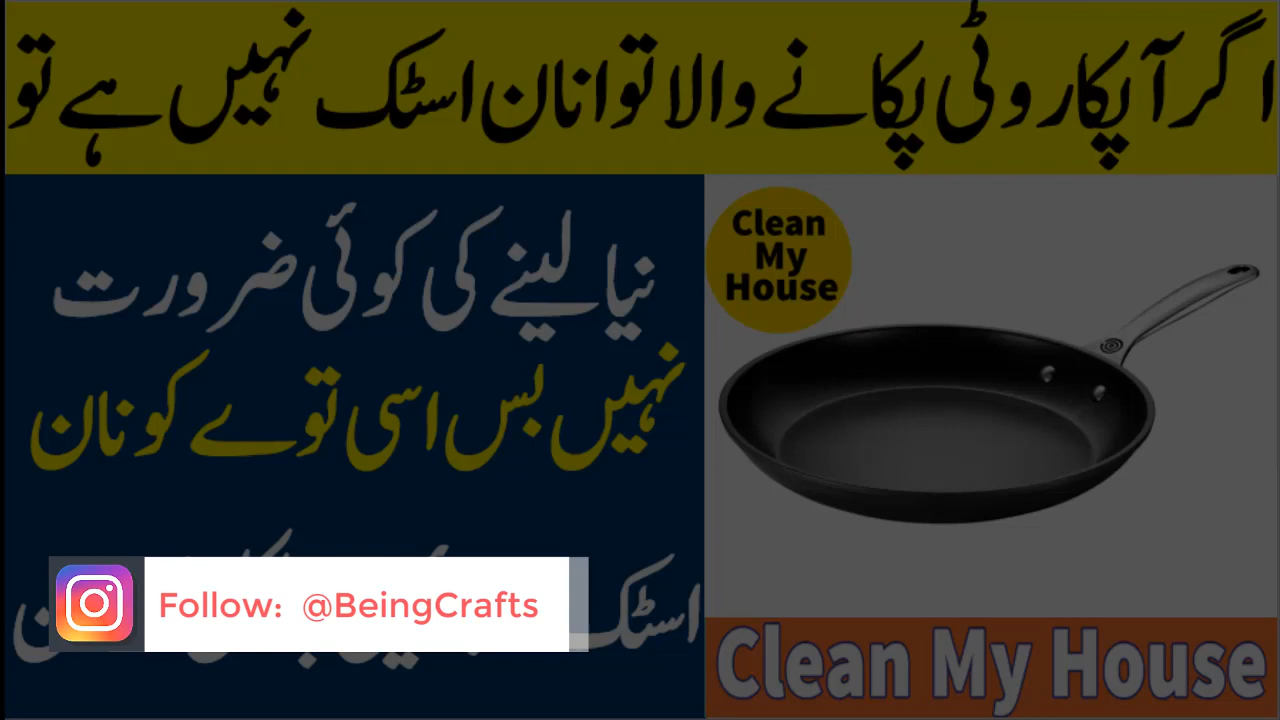 اگر آپکا روٹی پکانے والا توا نان اسٹک نہیں ہے تو
نیا لینے کی کوئی ضرورت
نہیں بس اسی توے کو نان
اسٹک
Clean
My
House
Follow: @BeingCrafts
Clean My House